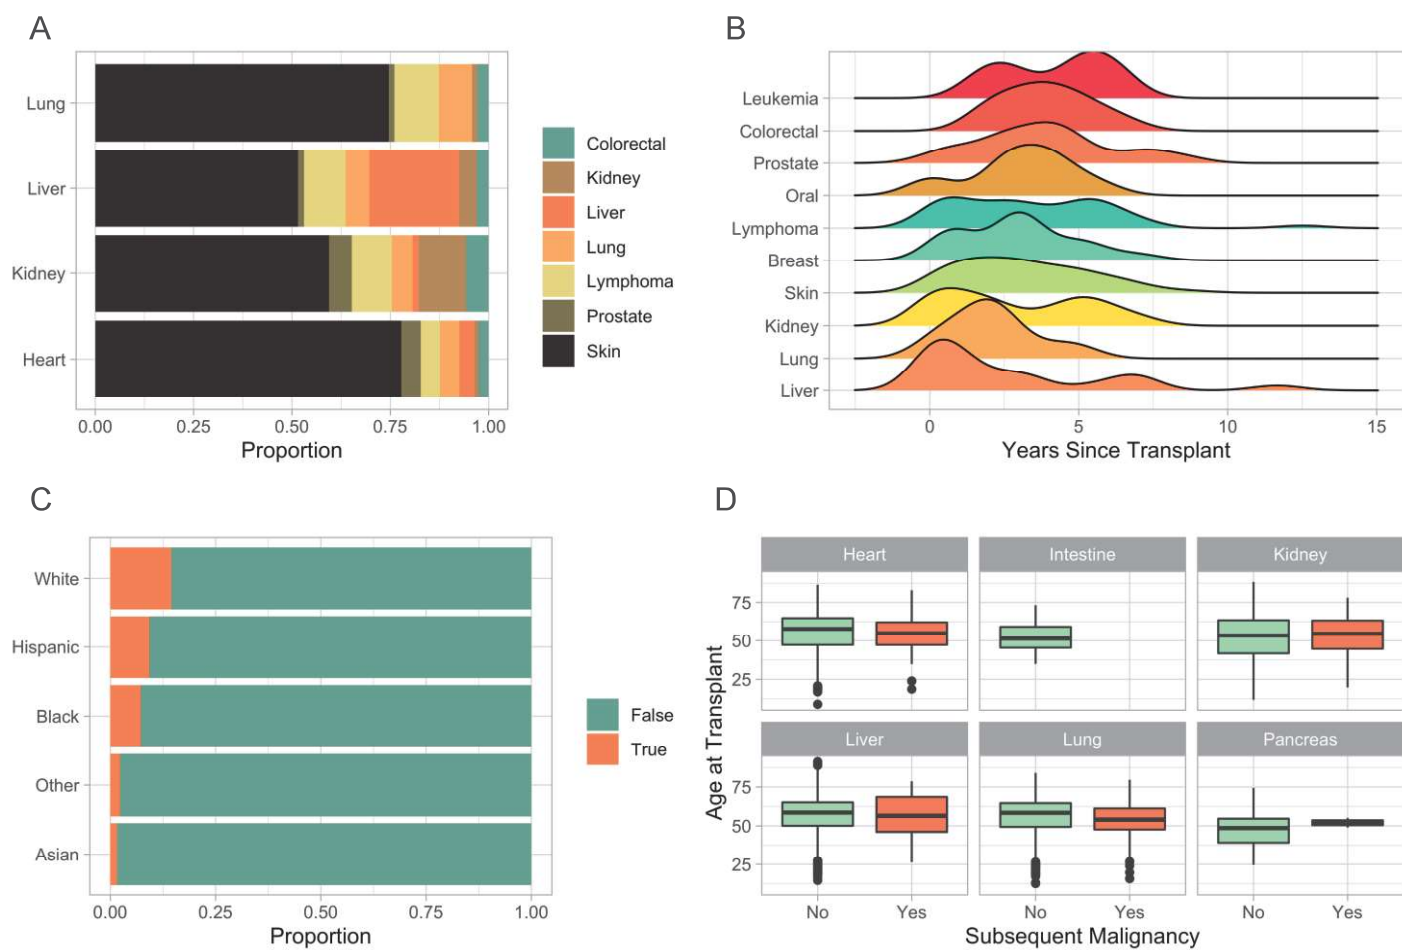 A
Lung
Liver
Kidney
Heart
0.00 0.25 0.50 0.75 1.00
Proportion
Colorectal
Kidney
Liver
Lung
Lymphoma
Prostate
Skin
B
Leukemia
Colorectal
Prostate
Oral
Lymphoma
Breast
Skin
Kidney
Lung
Liver
0 5 10 15
Years Since Transplant
C
White
Hispanic
Black
Other
Asian
0.00 0.25 0.50 0.75 1.00
Proportion
False
True
D
Heart Intestine Kidney
75
50
25
Liver Lung Pancreas
75
50
25
Age at Transplant
No Yes No Yes No Yes
Subsequent Malignancy